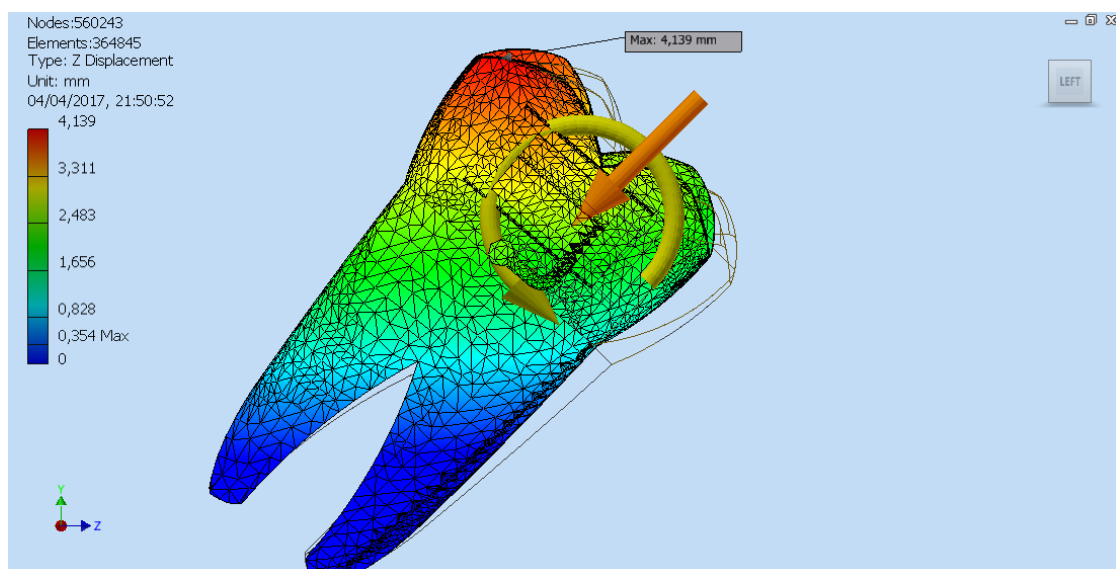 Nodes:560243
Elements:364845
Type: Z Displacement
Unit: mm
04/04/2017, 21:50:52
Max: 4,139 mm
LEFT
4,139
3,311
2,483
1,656
0,828
0,354 Max
0
Y
Z